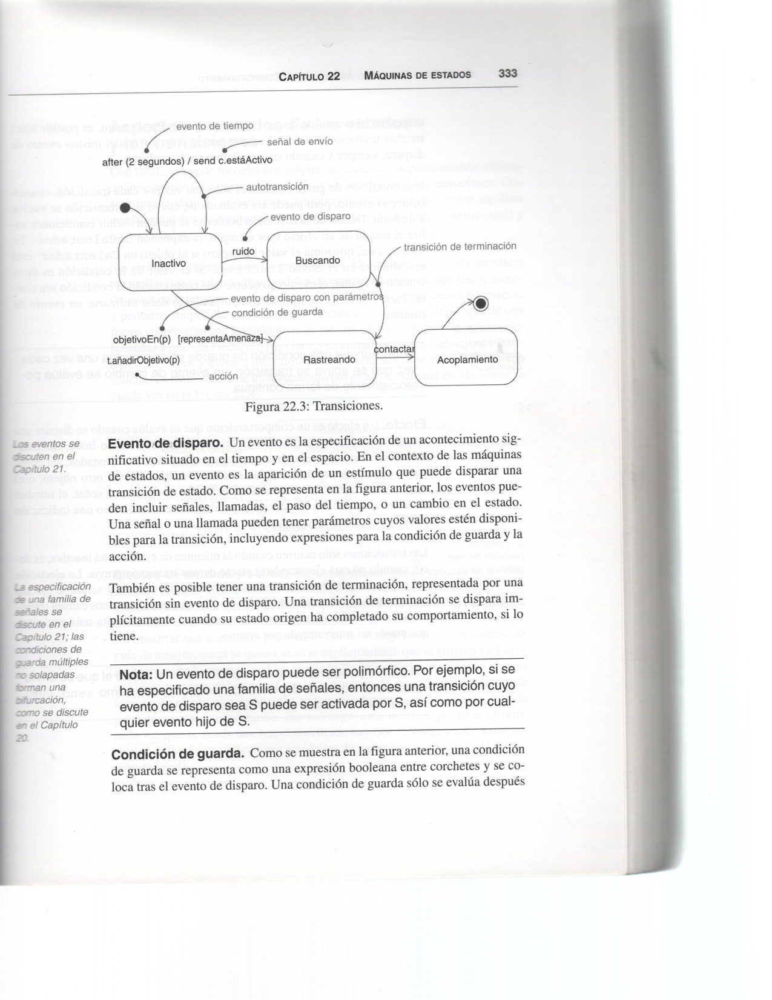 CAPÍTULO 22 MÁQUINAS DE ESTADOS 333
evento de tiempo
señal de envío
after (2 segundos) / send c.estáActivo
autotransición
evento de disparo
transición de terminación
ruido
Inactivo
Buscando
evento de disparo con parámetros
condición de guarda
objetivoEn(p) [representaAmenaza]
contactar
t.añadirObjetivo(p)
Rastreando
Acoplamiento
acción
Figura 22.3: Transiciones.
Los eventos se
discuten en el
Capítulo 21.
Evento de disparo. Un evento es la especificación de un acontecimiento sig-
nificativo situado en el tiempo y en el espacio. En el contexto de las máquinas
de estados, un evento es la aparición de un estímulo que puede disparar una
transición de estado. Como se representa en la figura anterior, los eventos pue-
den incluir señales, llamadas, el paso del tiempo, o un cambio en el estado.
Una señal o una llamada pueden tener parámetros cuyos valores estén disponi-
bles para la transición, incluyendo expresiones para la condición de guarda y la
acción.
La especificación
de una familia de
señales se
discute en el
Capítulo 21; las
condiciones de
guarda múltiples
no solapadas
forman una
bifurcación,
como se discute
en el Capítulo
20.
También es posible tener una transición de terminación, representada por una
transición sin evento de disparo. Una transición de terminación se dispara im-
plícitamente cuando su estado origen ha completado su comportamiento, si lo
tiene.
Nota: Un evento de disparo puede ser polimórfico. Por ejemplo, si se
ha especificado una familia de señales, entonces una transición cuyo
evento de disparo sea S puede ser activada por S, así como por cual-
quier evento hijo de S.
Condición de guarda. Como se muestra en la figura anterior, una condición
de guarda se representa como una expresión booleana entre corchetes y se co-
loca tras el evento de disparo. Una condición de guarda sólo se evalúa después